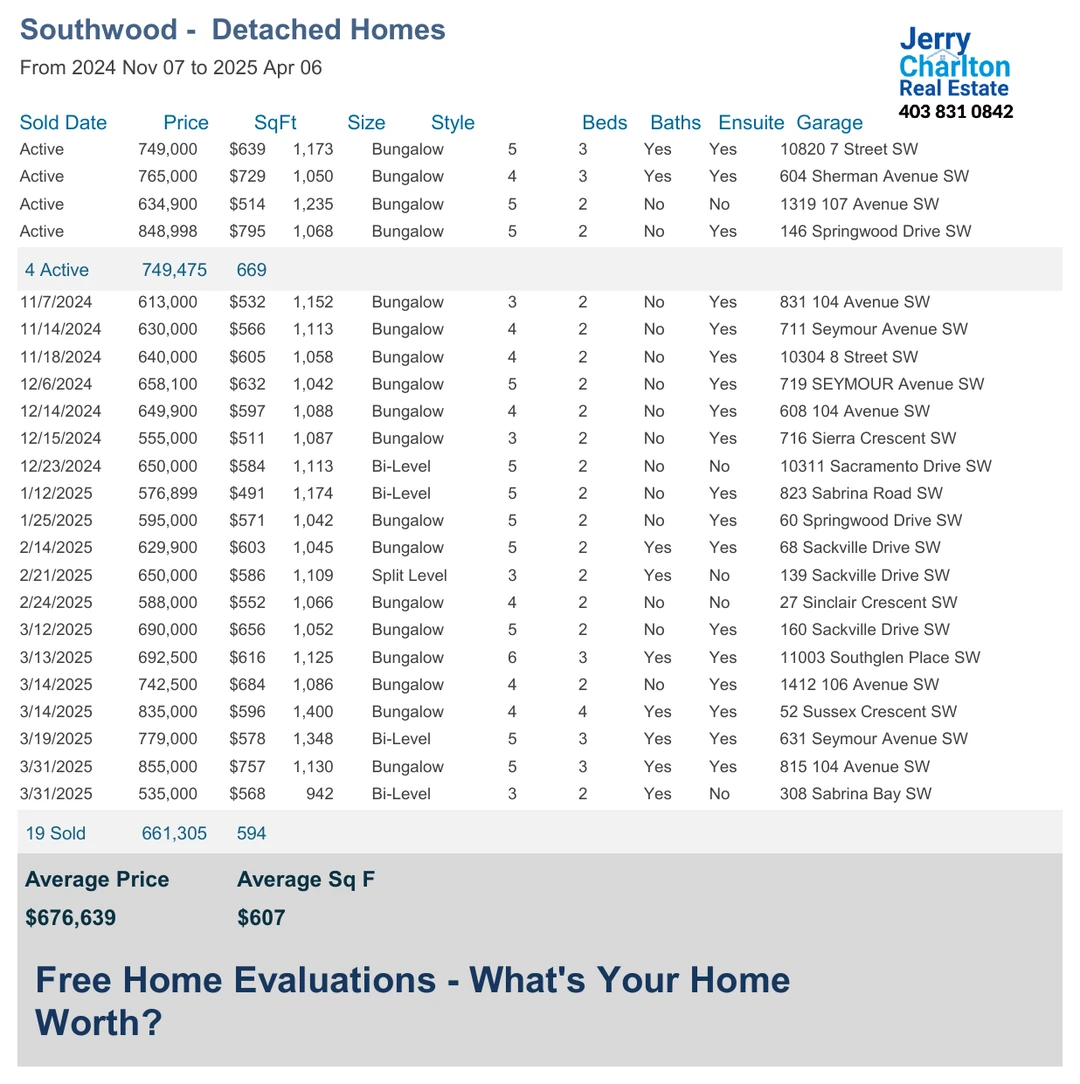 Southwood -  Detached Homes
From 2024 Nov 07 to 2025 Apr 06
Jerry
Charlton
Real Estate
403 831 0842
Sold Date Price SqFt Size Style Beds Baths Ensuite Garage
Active 749,000 $639 1,173 Bungalow 5 3 Yes Yes 10820 7 Street SW
Active 765,000 $729 1,050 Bungalow 4 3 Yes Yes 604 Sherman Avenue SW
Active 634,900 $514 1,235 Bungalow 5 2 No No 1319 107 Avenue SW
Active 848,998 $795 1,068 Bungalow 5 2 No Yes 146 Springwood Drive SW
4 Active 749,475 669
11/7/2024 613,000 $532 1,152 Bungalow 3 2 No Yes 831 104 Avenue SW
11/14/2024 630,000 $566 1,113 Bungalow 4 2 No Yes 711 Seymour Avenue SW
11/18/2024 640,000 $605 1,058 Bungalow 4 2 No Yes 10304 8 Street SW
12/6/2024 658,100 $632 1,042 Bungalow 5 2 No Yes 719 SEYMOUR Avenue SW
12/14/2024 649,900 $597 1,088 Bungalow 4 2 No Yes 608 104 Avenue SW
12/15/2024 555,000 $511 1,087 Bungalow 3 2 No Yes 716 Sierra Crescent SW
12/23/2024 650,000 $584 1,113 Bi-Level 5 2 No No 10311 Sacramento Drive SW
1/12/2025 576,899 $491 1,174 Bi-Level 5 2 No Yes 823 Sabrina Road SW
1/25/2025 595,000 $571 1,042 Bungalow 5 2 No Yes 60 Springwood Drive SW
2/14/2025 629,900 $603 1,045 Bungalow 5 2 Yes Yes 68 Sackville Drive SW
2/21/2025 650,000 $586 1,109 Split Level 3 2 Yes No 139 Sackville Drive SW
2/24/2025 588,000 $552 1,066 Bungalow 4 2 No No 27 Sinclair Crescent SW
3/12/2025 690,000 $656 1,052 Bungalow 5 2 No Yes 160 Sackville Drive SW
3/13/2025 692,500 $616 1,125 Bungalow 6 3 Yes Yes 11003 Southglen Place SW
3/14/2025 742,500 $684 1,086 Bungalow 4 2 No Yes 1412 106 Avenue SW
3/14/2025 835,000 $596 1,400 Bungalow 4 4 Yes Yes 52 Sussex Crescent SW
3/19/2025 779,000 $578 1,348 Bi-Level 5 3 Yes Yes 631 Seymour Avenue SW
3/31/2025 855,000 $757 1,130 Bungalow 5 3 Yes Yes 815 104 Avenue SW
3/31/2025 535,000 $568 942 Bi-Level 3 2 Yes No 308 Sabrina Bay SW
19 Sold 661,305 594
Average Price Average Sq F
$676,639 $607
Free Home Evaluations - What's Your Home
Worth?